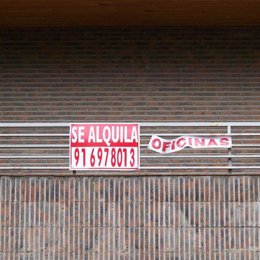 SE ALQUILA
91 6978013
OFICINAS